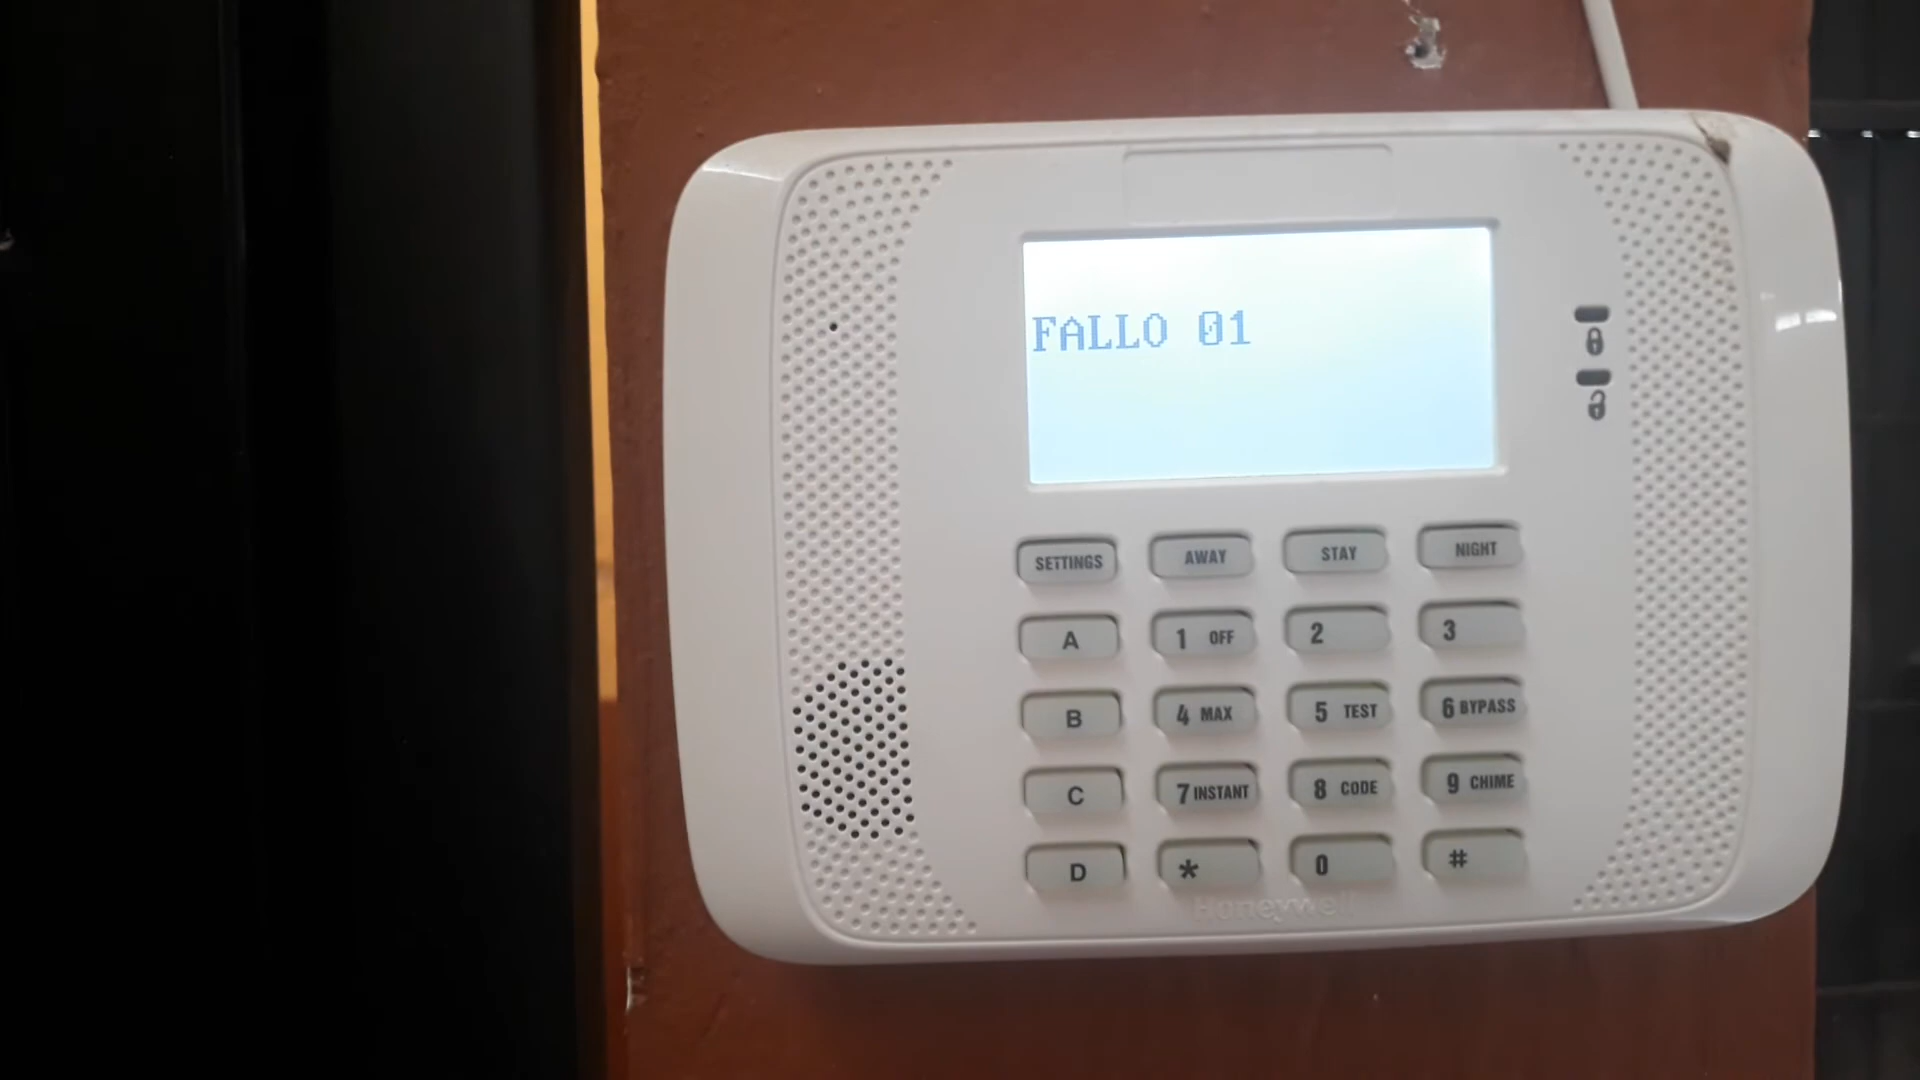 FALLO 01
SETTINGS AWAY STAY NIGHT
A 1 OFF 2 3
B 4 MAX 5 TEST 6 BYPASS
C 7 INSTANT 8 CODE 9 CHIME
D * 0 #
Honeywell